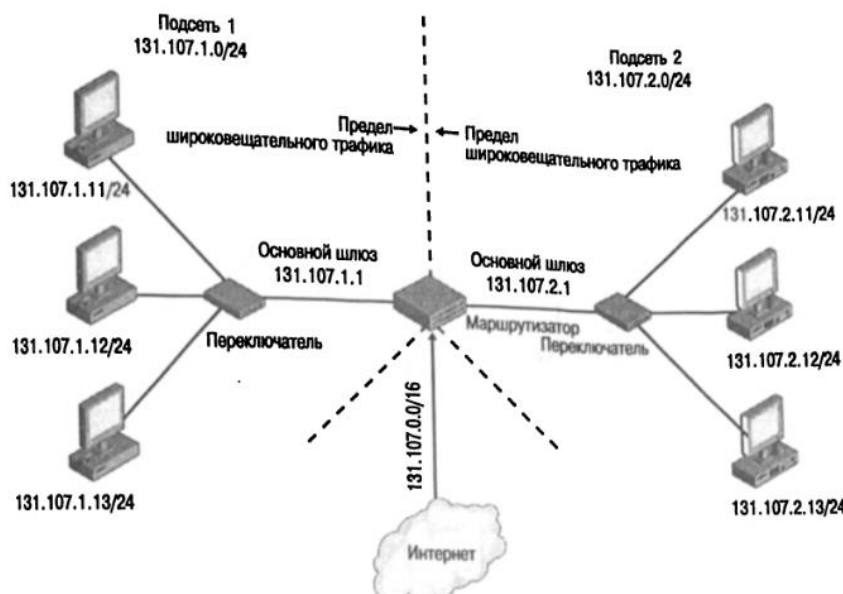 Подсеть 1
131.107.1.0/24
Подсеть 2
131.107.2.0/24
Предел
широковещательного трафика
Предел
широковещательного трафика
131.107.1.11/24
131.107.2.11/24
Основной шлюз
131.107.1.1
Основной шлюз
131.107.2.1
Маршрутизатор
Переключатель
Переключатель
131.107.1.12/24
131.107.2.12/24
131.107.0.0/16
131.107.1.13/24
131.107.2.13/24
Интернет